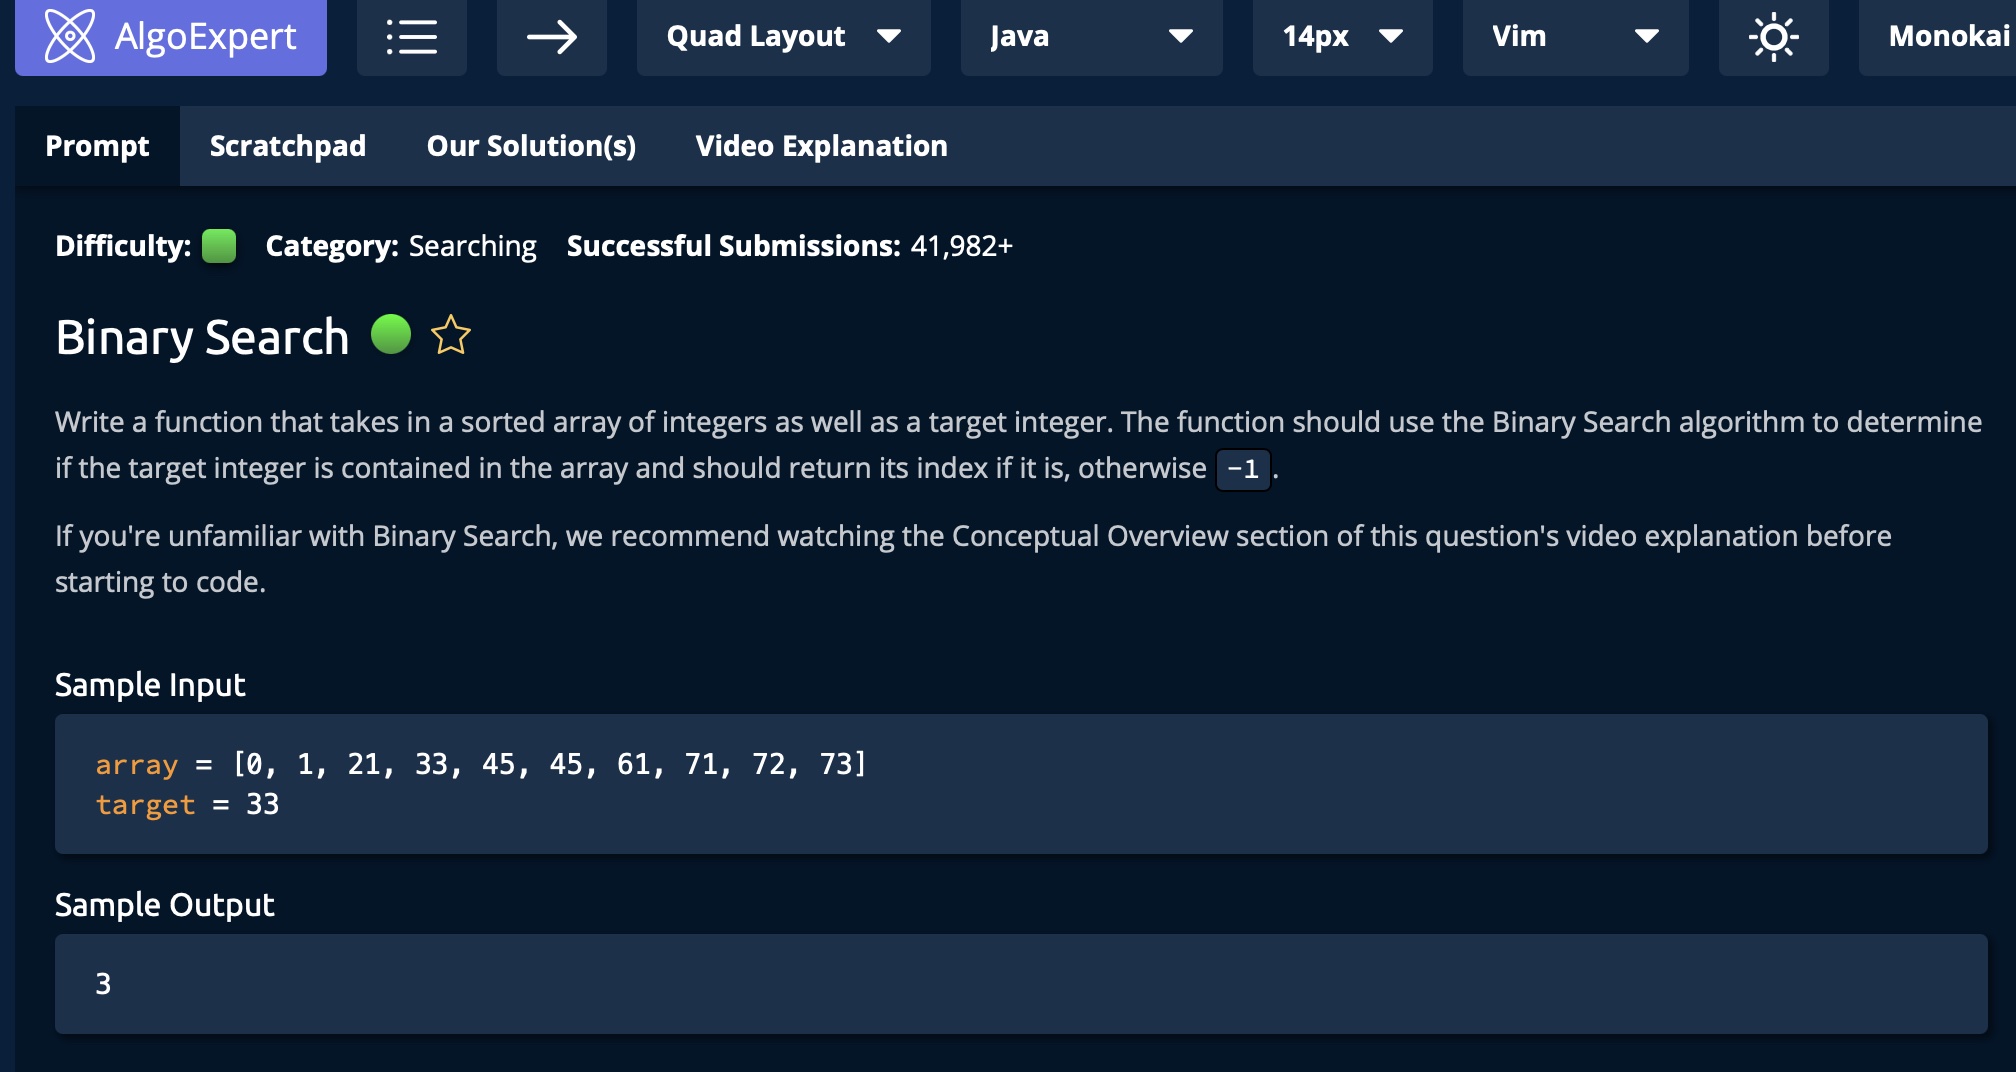 AlgoExpert Quad Layout Java 14px Vim Monokai
Prompt Scratchpad Our Solution(s) Video Explanation
Difficulty: Category: Searching Successful Submissions: 41,982+
Binary Search
Write a function that takes in a sorted array of integers as well as a target integer. The function should use the Binary Search algorithm to determine
if the target integer is contained in the array and should return its index if it is, otherwise -1.
If you're unfamiliar with Binary Search, we recommend watching the Conceptual Overview section of this question's video explanation before
starting to code.
Sample Input
array = [0, 1, 21, 33, 45, 45, 61, 71, 72, 73]
target = 33
Sample Output
3